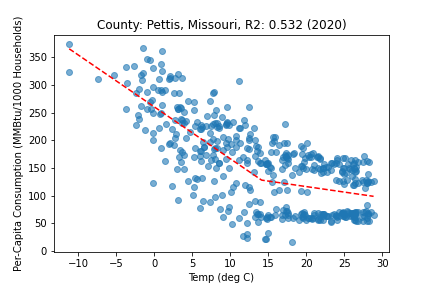 County: Pettis, Missouri, R2: 0.532 (2020)
Per-Capita Consumption (MMBtu/1000 Households)
350
300
250
200
150
100
50
0
−10 −5 0 5 10 15 20 25 30
Temp (deg C)